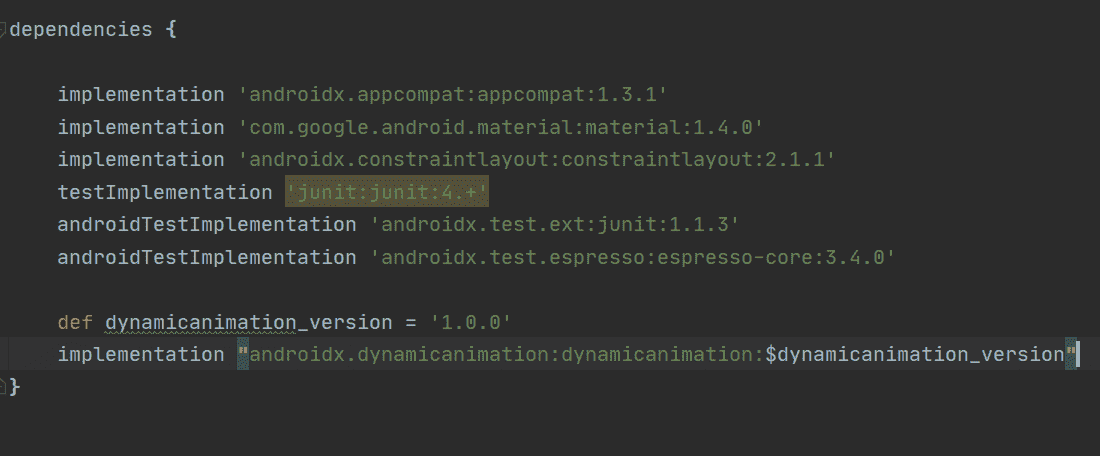 dependencies {
implementation 'androidx.appcompat:appcompat:1.3.1'
implementation 'com.google.android.material:material:1.4.0'
implementation 'androidx.constraintlayout:constraintlayout:2.1.1'
testImplementation 'junit:junit:4.+'
androidTestImplementation 'androidx.test.ext:junit:1.1.3'
androidTestImplementation 'androidx.test.espresso:espresso-core:3.4.0'
def dynamicanimation_version = '1.0.0'
implementation "androidx.dynamicanimation:dynamicanimation:$dynamicanimation_version"
}